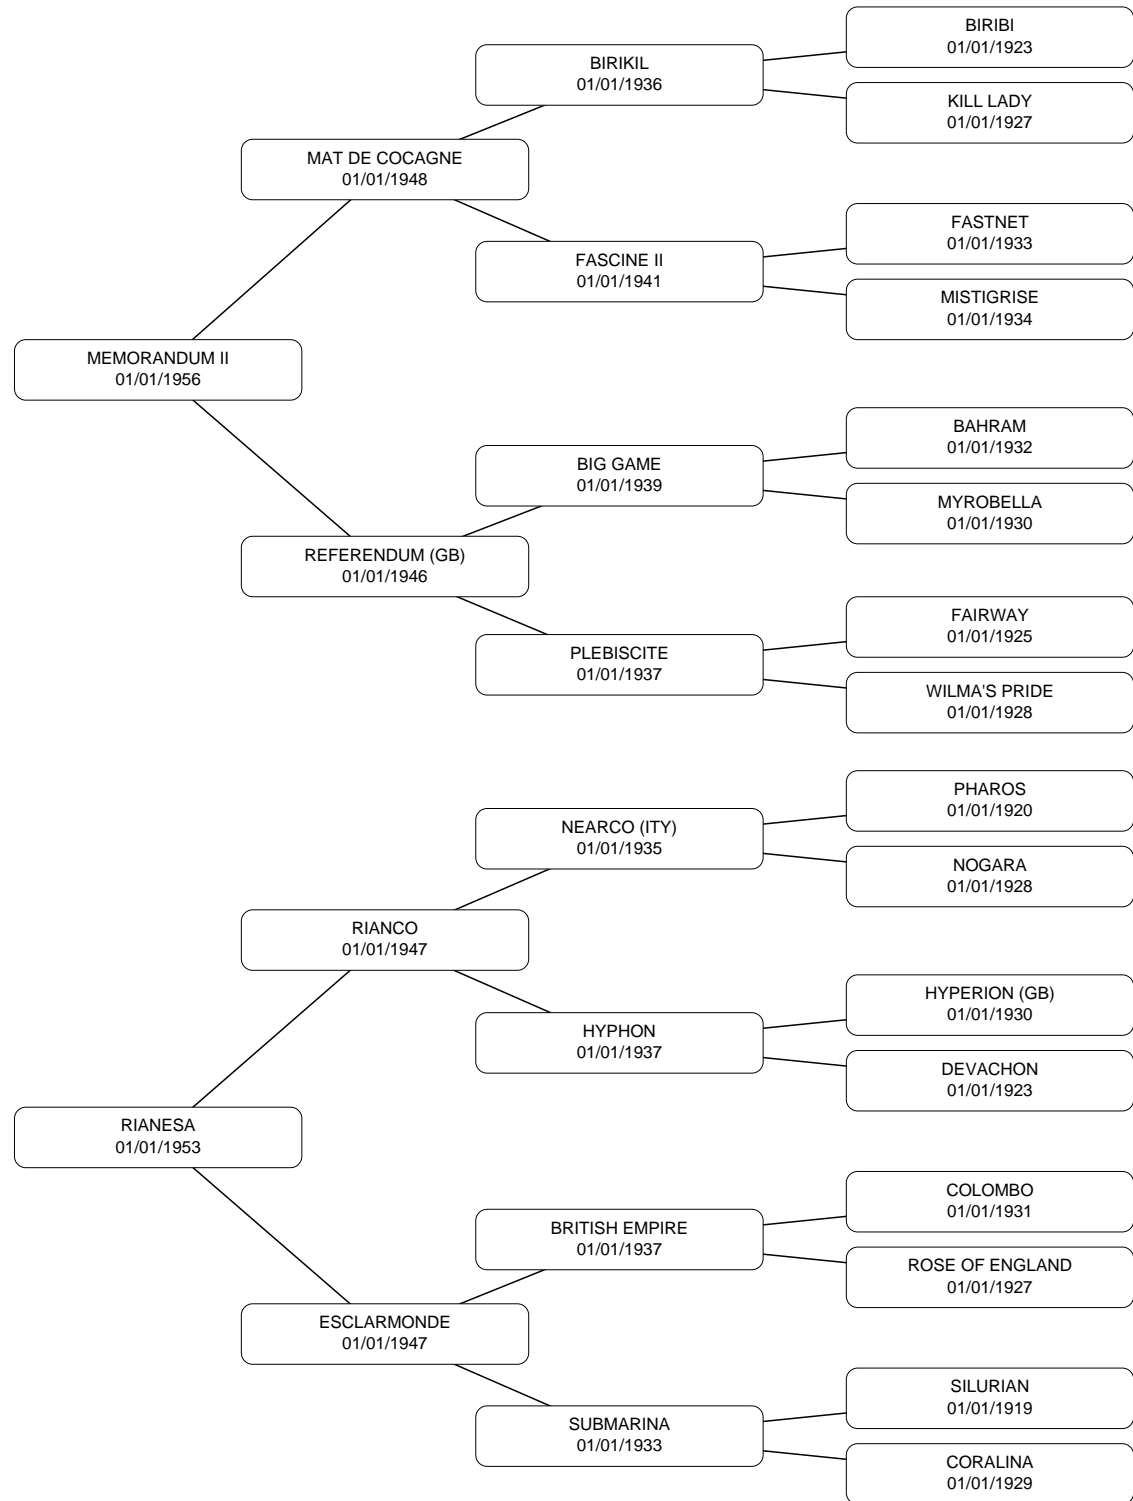 BIRIBI
01/01/1923
BIRIKIL
01/01/1936
KILL LADY
01/01/1927
MAT DE COCAGNE
01/01/1948
FASTNET
01/01/1933
FASCINE II
01/01/1941
MISTIGRISE
01/01/1934
MEMORANDUM II
01/01/1956
BAHRAM
01/01/1932
BIG GAME
01/01/1939
MYROBELLA
01/01/1930
REFERENDUM (GB)
01/01/1946
FAIRWAY
01/01/1925
PLEBISCITE
01/01/1937
WILMA'S PRIDE
01/01/1928
PHAROS
01/01/1920
NEARCO (ITY)
01/01/1935
NOGARA
01/01/1928
RIANCO
01/01/1947
HYPERION (GB)
01/01/1930
HYPHON
01/01/1937
DEVACHON
01/01/1923
RIANESA
01/01/1953
COLOMBO
01/01/1931
BRITISH EMPIRE
01/01/1937
ROSE OF ENGLAND
01/01/1927
ESCLARMONDE
01/01/1947
SILURIAN
01/01/1919
SUBMARINA
01/01/1933
CORALINA
01/01/1929